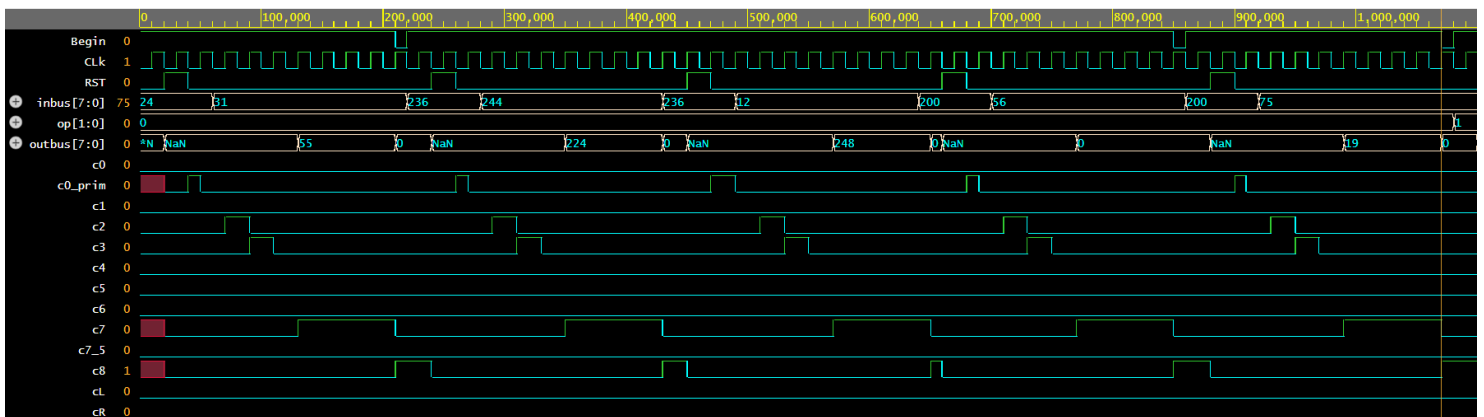 0 100,000 200,000 300,000 400,000 500,000 600,000 700,000 800,000 900,000 1,000,000
Begin 0
CLk 1
RST 0
inbus[7:0] 75 24 31 236 244 236 12 200 56 200 75
op[1:0] 0 0 1
outbus[7:0] 0 *N NaN 55 0 NaN 224 0 NaN 248 0 NaN 0 NaN 19 0
c0 0
c0_prim 0
c1 0
c2 0
c3 0
c4 0
c5 0
c6 0
c7 0
c7_5 0
c8 1
cL 0
cR 0